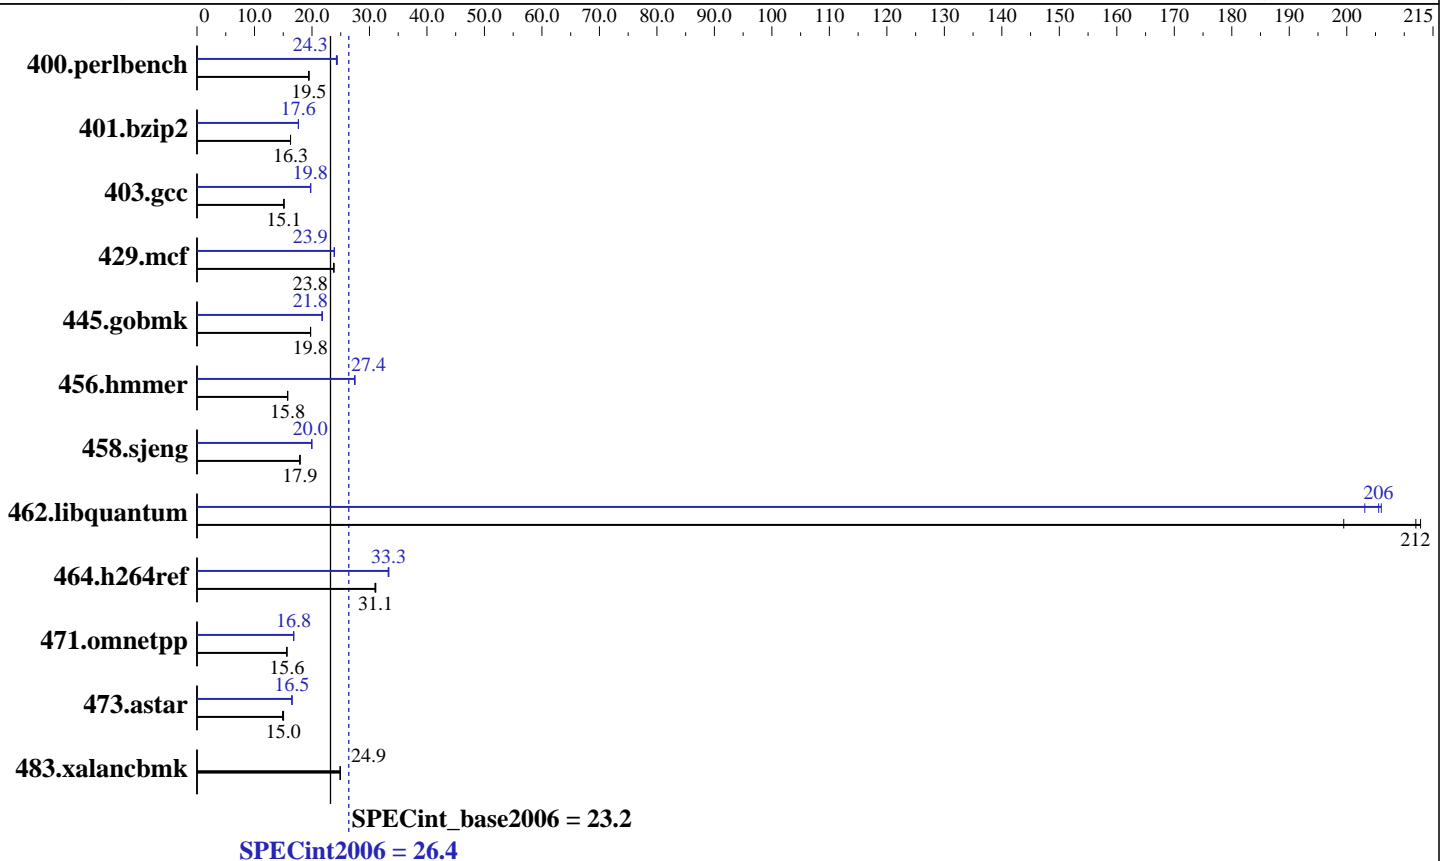 0 10.0 20.0 30.0 40.0 50.0 60.0 70.0 80.0 90.0 100 110 120 130 140 150 160 170 180 190 200 215
24.3
400.perlbench
19.5
17.6
401.bzip2
16.3
19.8
403.gcc
15.1
23.9
429.mcf
23.8
21.8
445.gobmk
19.8
27.4
456.hmmer
15.8
20.0
458.sjeng
17.9
206
462.libquantum
212
33.3
464.h264ref
31.1
16.8
471.omnetpp
15.6
16.5
473.astar
15.0
24.9
483.xalancbmk
SPECint_base2006 = 23.2
SPECint2006 = 26.4